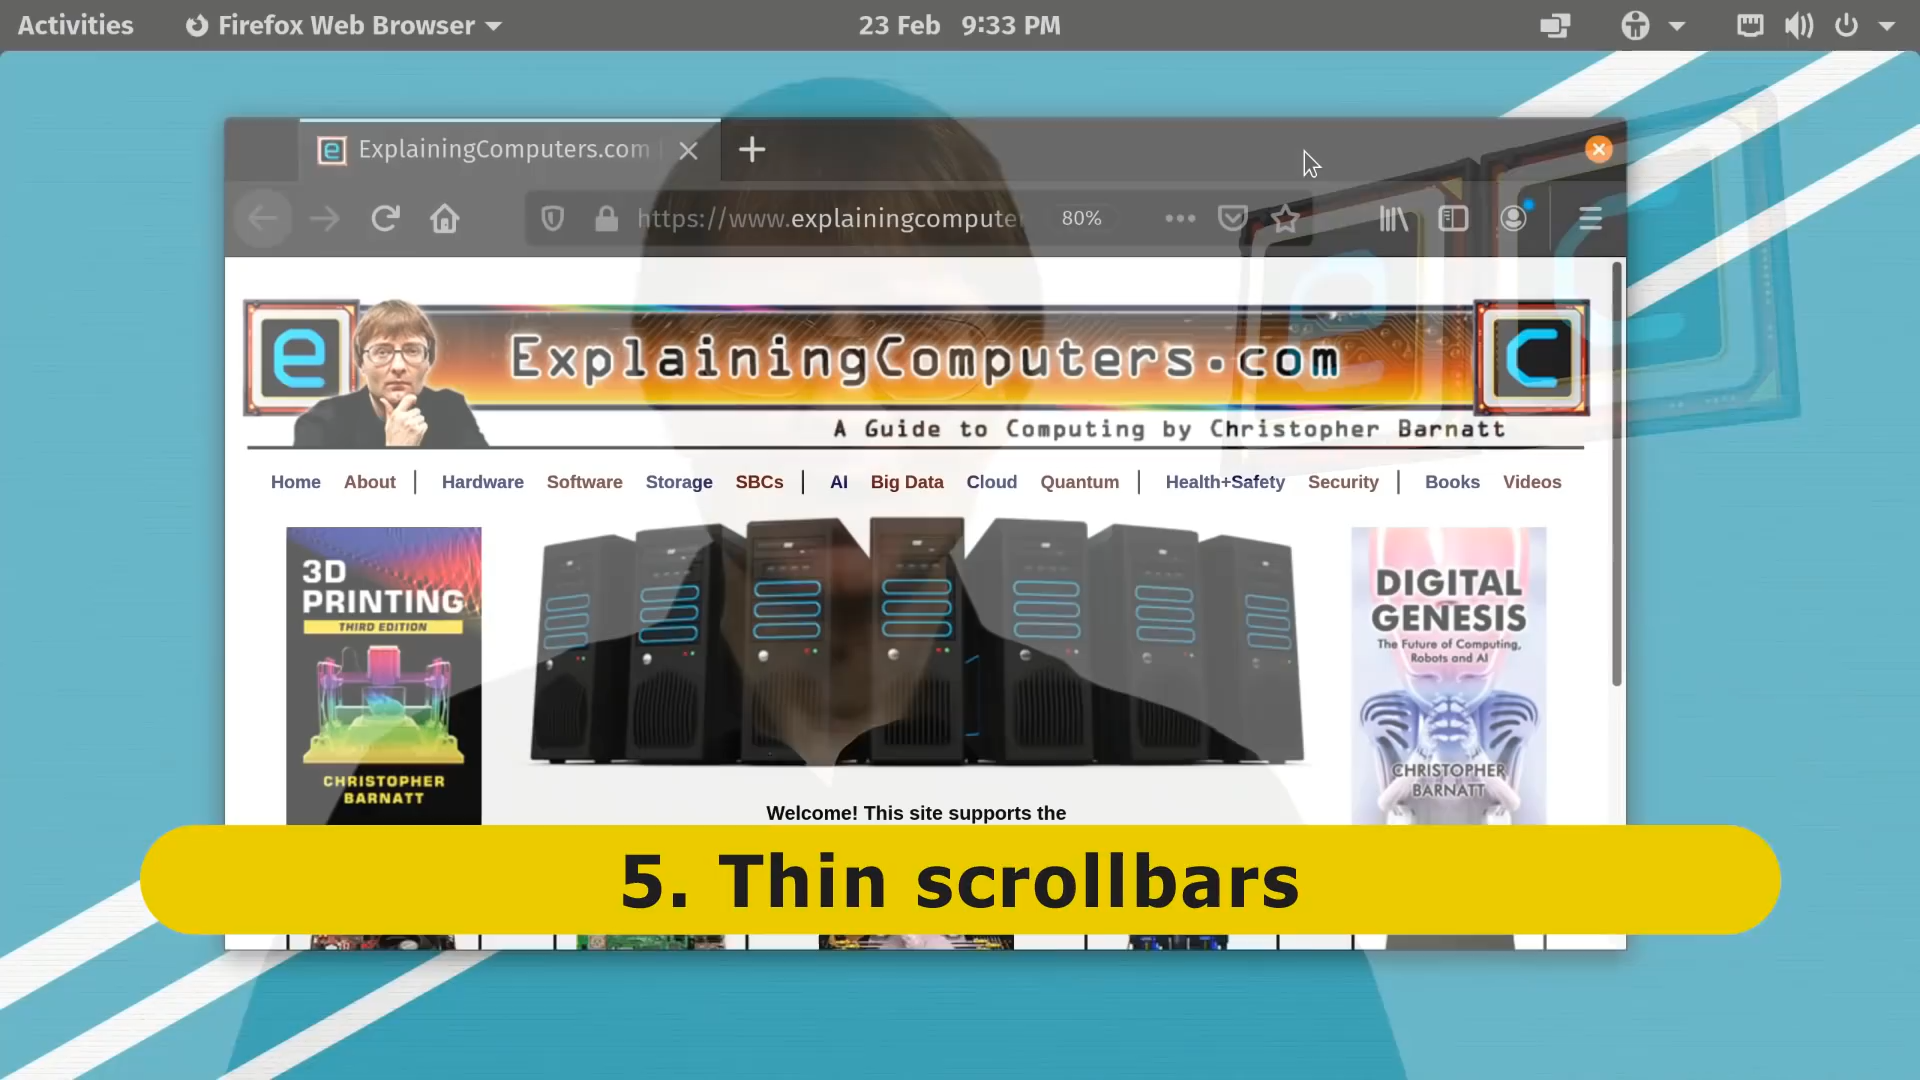 Activities
Firefox Web Browser
23 Feb 9:33 PM
ExplainingComputers.com
https://www.explainingcompute
80%
e
ExplainingComputers.com
C
A Guide to Computing by Christopher Barnatt
Home About | Hardware Software Storage SBCs | AI Big Data Cloud Quantum | Health+Safety Security | Books Videos
3D
PRINTING
THIRD EDITION
CHRISTOPHER
BARNATT
DIGITAL
GENESIS
The Future of Computing,
Robots and AI
CHRISTOPHER
BARNATT
Welcome! This site supports the
5. Thin scrollbars